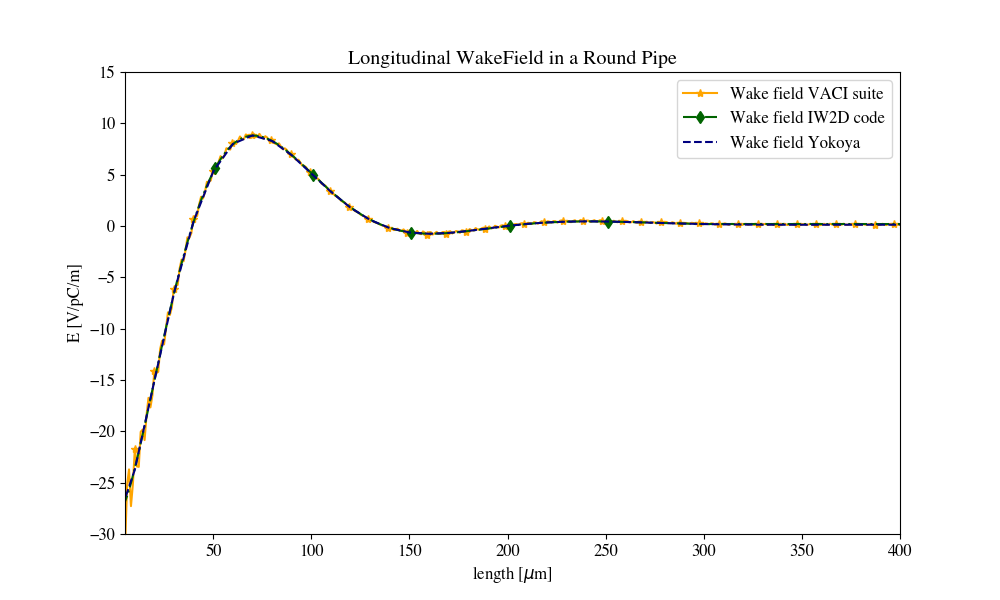 Longitudinal WakeField in a Round Pipe
15
10
5
0
−5
−10
−15
−20
−25
−30
E [V/pC/m]
Wake field VACI suite
Wake field IW2D code
Wake field Yokoya
50 100 150 200 250 300 350 400
length [μm]